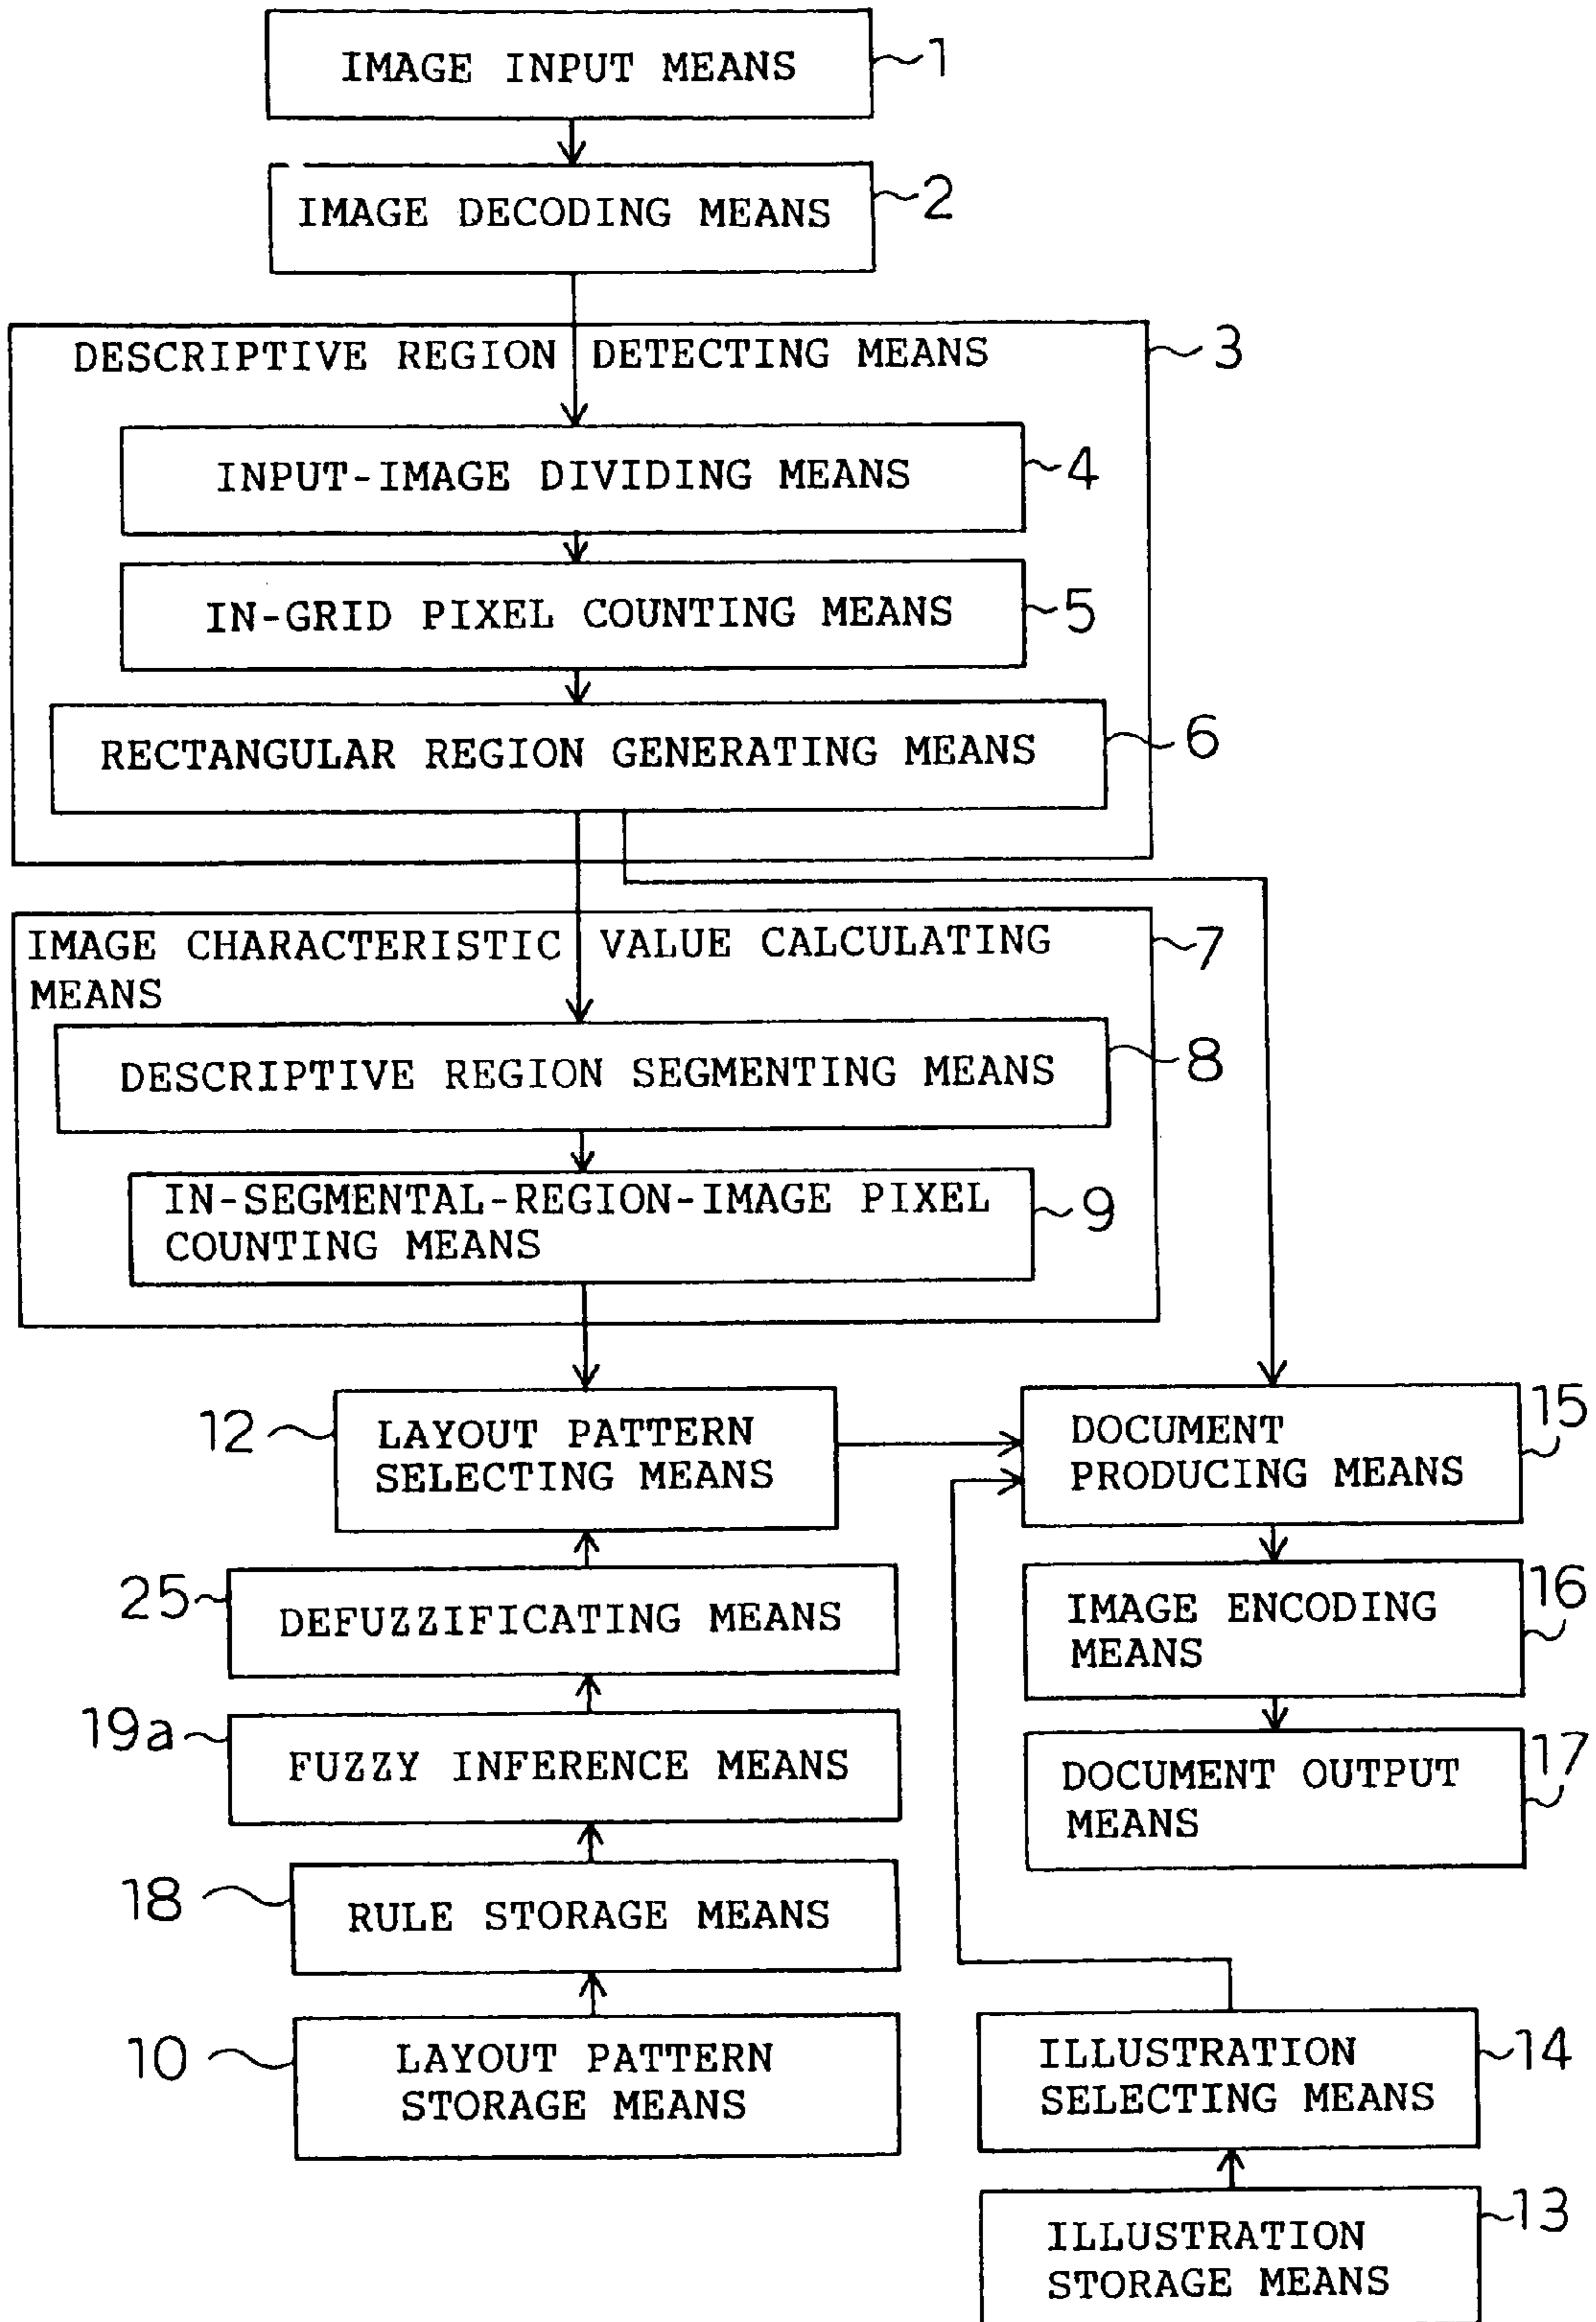 IMAGE INPUT MEANS
1
IMAGE DECODING MEANS
2
DESCRIPTIVE REGION DETECTING MEANS
3
INPUT-IMAGE DIVIDING MEANS
4
IN-GRID PIXEL COUNTING MEANS
5
RECTANGULAR REGION GENERATING MEANS
6
IMAGE CHARACTERISTIC VALUE CALCULATING
MEANS
7
DESCRIPTIVE REGION SEGMENTING MEANS
8
IN-SEGMENTAL-REGION-IMAGE PIXEL
COUNTING MEANS
9
12
LAYOUT PATTERN
SELECTING MEANS
DOCUMENT
PRODUCING MEANS
15
25
DEFUZZIFICATING MEANS
IMAGE ENCODING
MEANS
16
19a
FUZZY INFERENCE MEANS
DOCUMENT OUTPUT
MEANS
17
18
RULE STORAGE MEANS
10
LAYOUT PATTERN
STORAGE MEANS
ILLUSTRATION
SELECTING MEANS
14
ILLUSTRATION
STORAGE MEANS
13